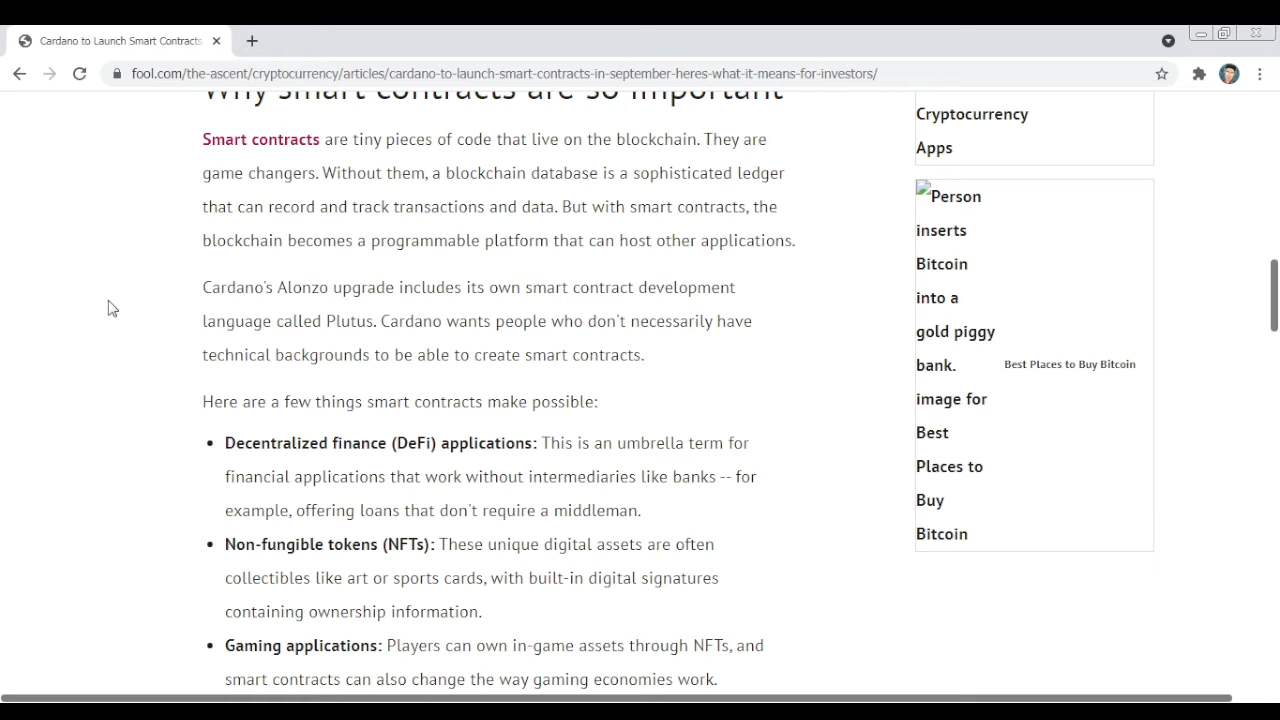 Cardano to Launch Smart Contracts
fool.com/the-ascent/cryptocurrency/articles/cardano-to-launch-smart-contracts-in-september-heres-what-it-means-for-investors/
Why smart contracts are so important
Smart contracts are tiny pieces of code that live on the blockchain. They are
game changers. Without them, a blockchain database is a sophisticated ledger
that can record and track transactions and data. But with smart contracts, the
blockchain becomes a programmable platform that can host other applications.
Cardano's Alonzo upgrade includes its own smart contract development
language called Plutus. Cardano wants people who don't necessarily have
technical backgrounds to be able to create smart contracts.
Here are a few things smart contracts make possible:
• Decentralized finance (DeFi) applications: This is an umbrella term for
financial applications that work without intermediaries like banks -- for
example, offering loans that don't require a middleman.
• Non-fungible tokens (NFTs): These unique digital assets are often
collectibles like art or sports cards, with built-in digital signatures
containing ownership information.
• Gaming applications: Players can own in-game assets through NFTs, and
smart contracts can also change the way gaming economies work.
Cryptocurrency
Apps
Person
inserts
Bitcoin
into a
gold piggy
bank.
image for
Best
Places to
Buy
Bitcoin
Best Places to Buy Bitcoin